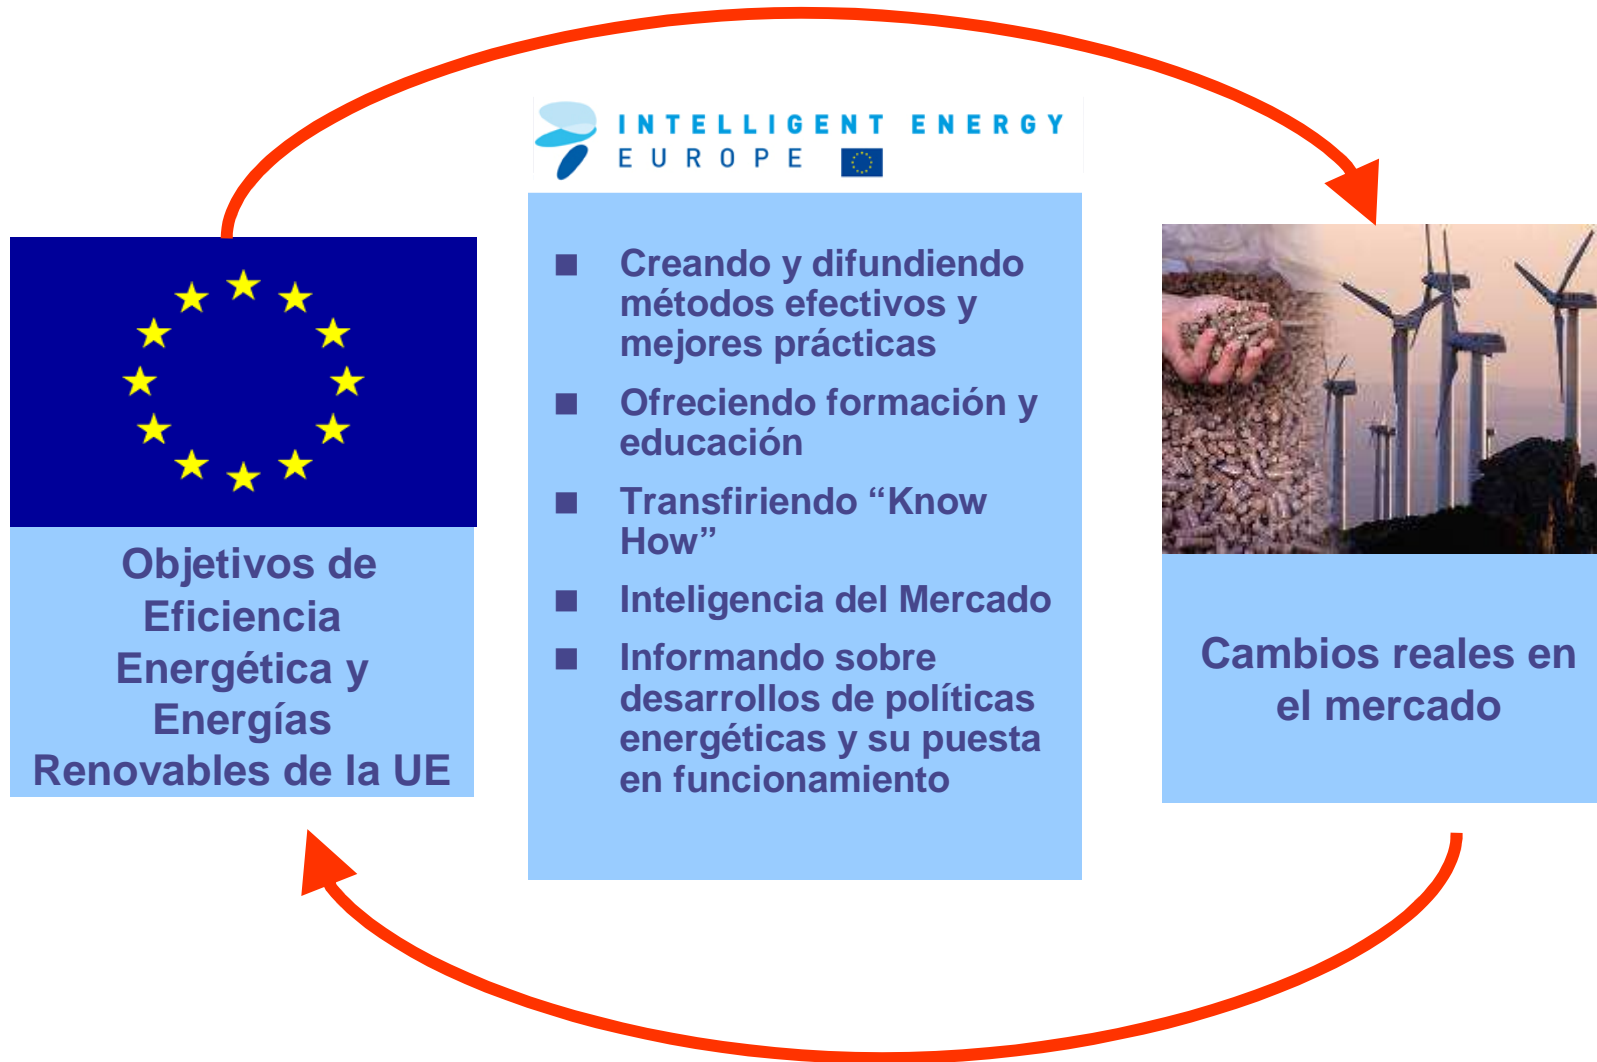 INTELLIGENT ENERGY
EUROPE
Objetivos de
Eficiencia
Energética y
Energías
Renovables de la UE
■ Creando y difundiendo
métodos efectivos y
mejores prácticas
■ Ofreciendo formación y
educación
■ Transfiriendo “Know
How”
■ Inteligencia del Mercado
■ Informando sobre
desarrollos de políticas
energéticas y su puesta
en funcionamiento
Cambios reales en
el mercado